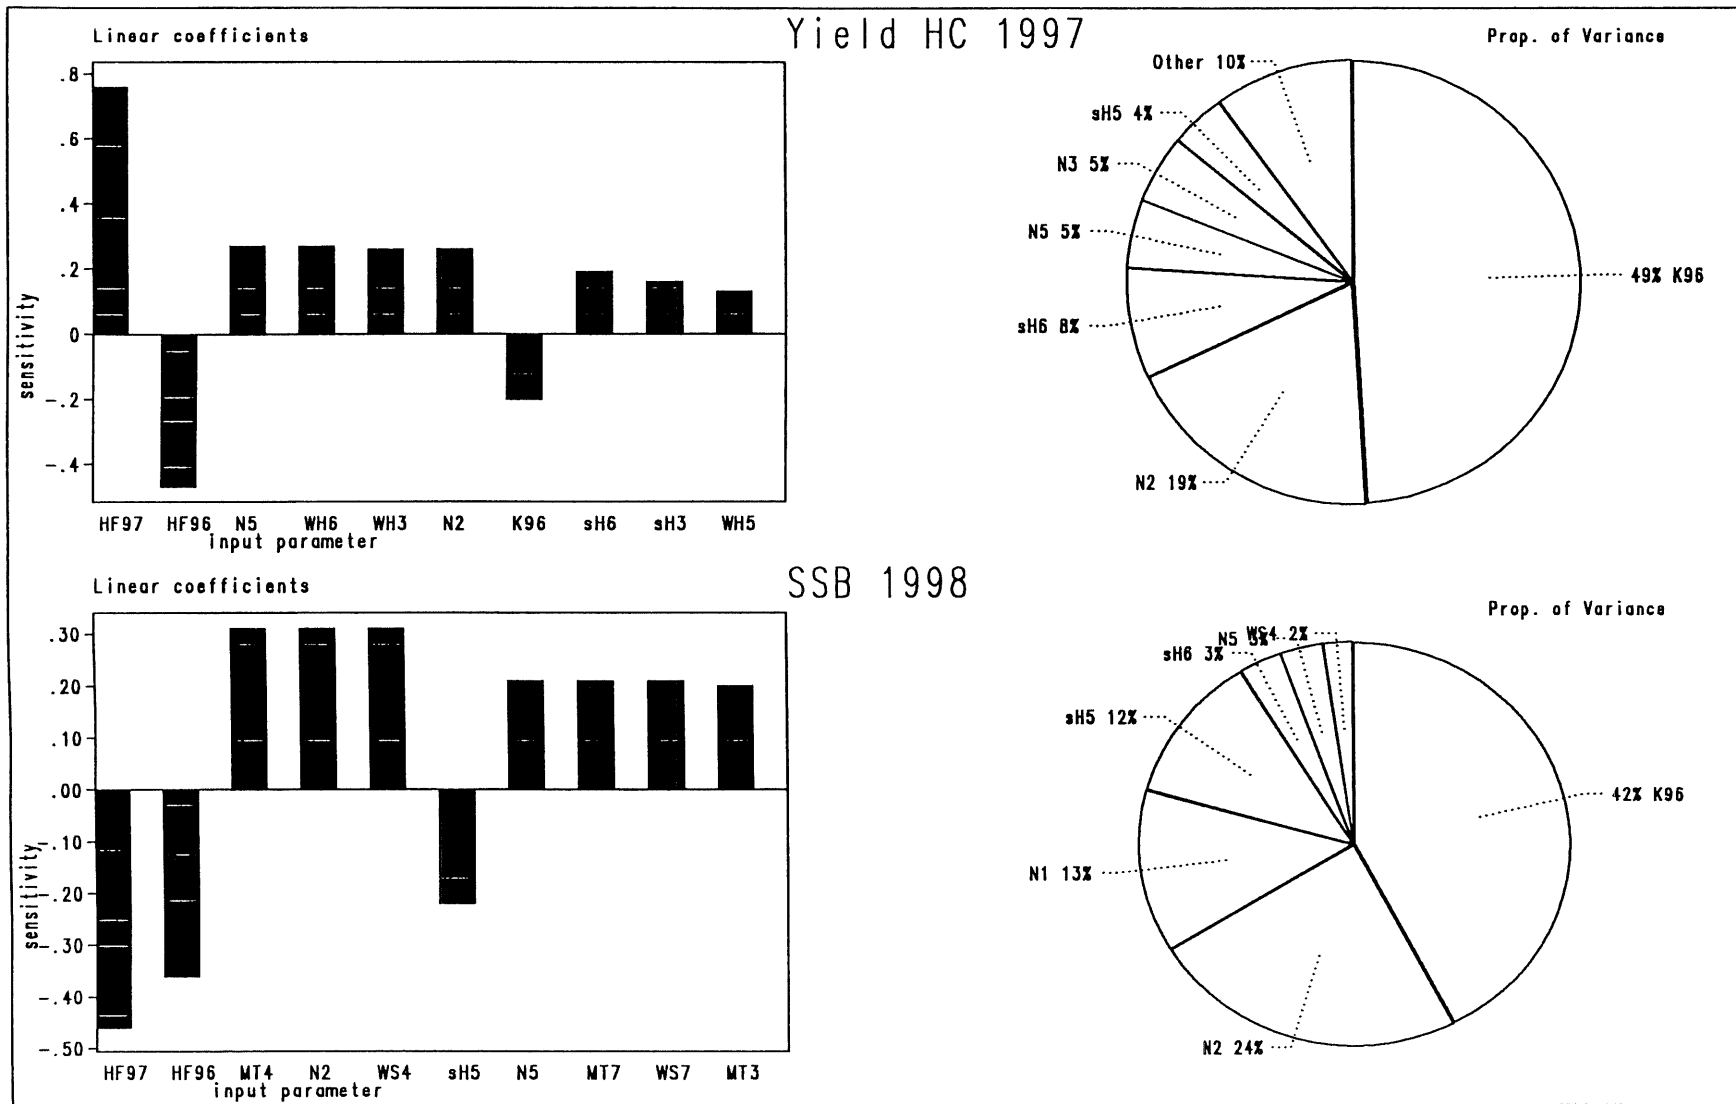 Yield HC 1997
Linear coefficients
Prop. of Variance
.8
.6
.4
.2
0
-.2
-.4
sensitivity
HF97 HF96 N5 WH6 WH3 N2 K96 sH6 sH3 WH5
input parameter
Other 10%
sH5 4%
N3 5%
N5 5%
sH6 8%
N2 19%
49% K96
SSB 1998
Linear coefficients
Prop. of Variance
.30
.20
.10
.00
-.10
-.20
-.30
-.40
-.50
sensitivity
HF97 HF96 MT4 N2 WS4 sH5 N5 MT7 WS7 MT3
input parameter
WS4 2%
N5 3%
sH6 3%
sH5 12%
N1 13%
N2 24%
42% K96